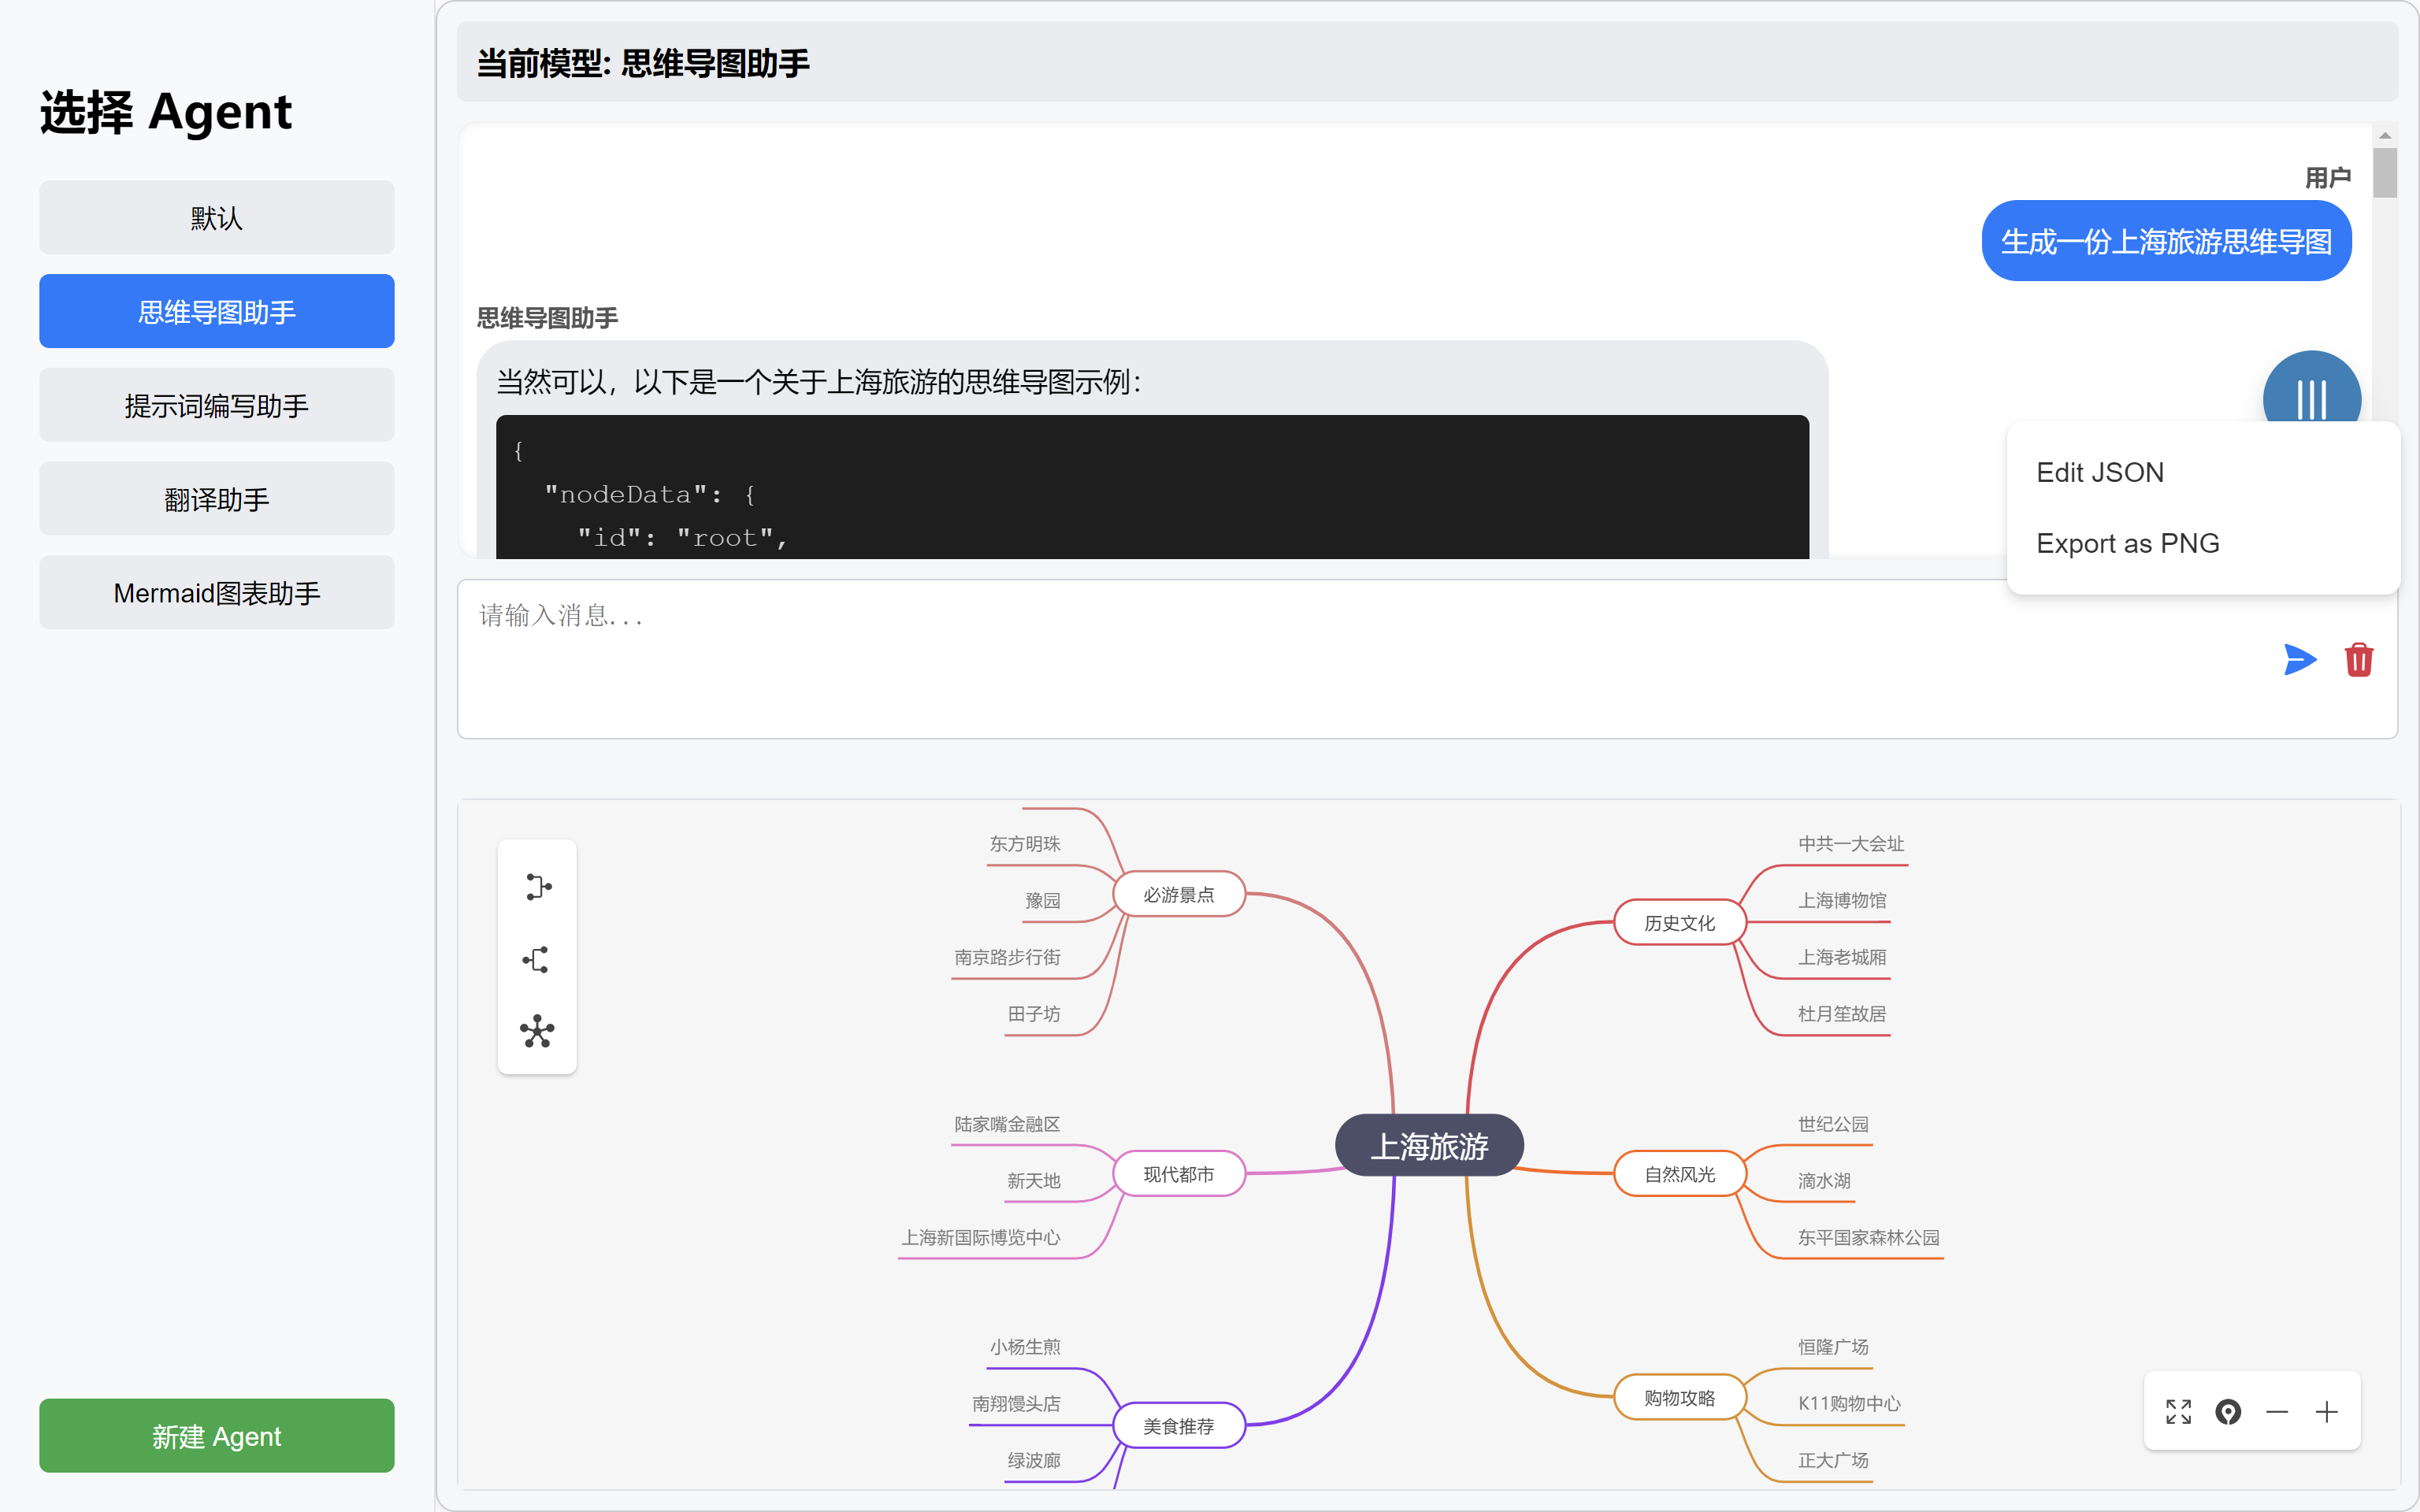 选择 Agent
默认
思维导图助手
提示词编写助手
翻译助手
Mermaid图表助手
新建 Agent
当前模型: 思维导图助手
用户
生成一份上海旅游思维导图
思维导图助手
当然可以，以下是一个关于上海旅游的思维导图示例：
{
"nodeData": {
"id": "root",
Edit JSON
Export as PNG
请输入消息...
东方明珠
豫园
南京路步行街
田子坊
必游景点
陆家嘴金融区
新天地
上海新国际博览中心
现代都市
小杨生煎
南翔馒头店
绿波廊
美食推荐
上海旅游
历史文化
中共一大会址
上海博物馆
上海老城厢
杜月笙故居
自然风光
世纪公园
滴水湖
东平国家森林公园
购物攻略
恒隆广场
K11购物中心
正大广场